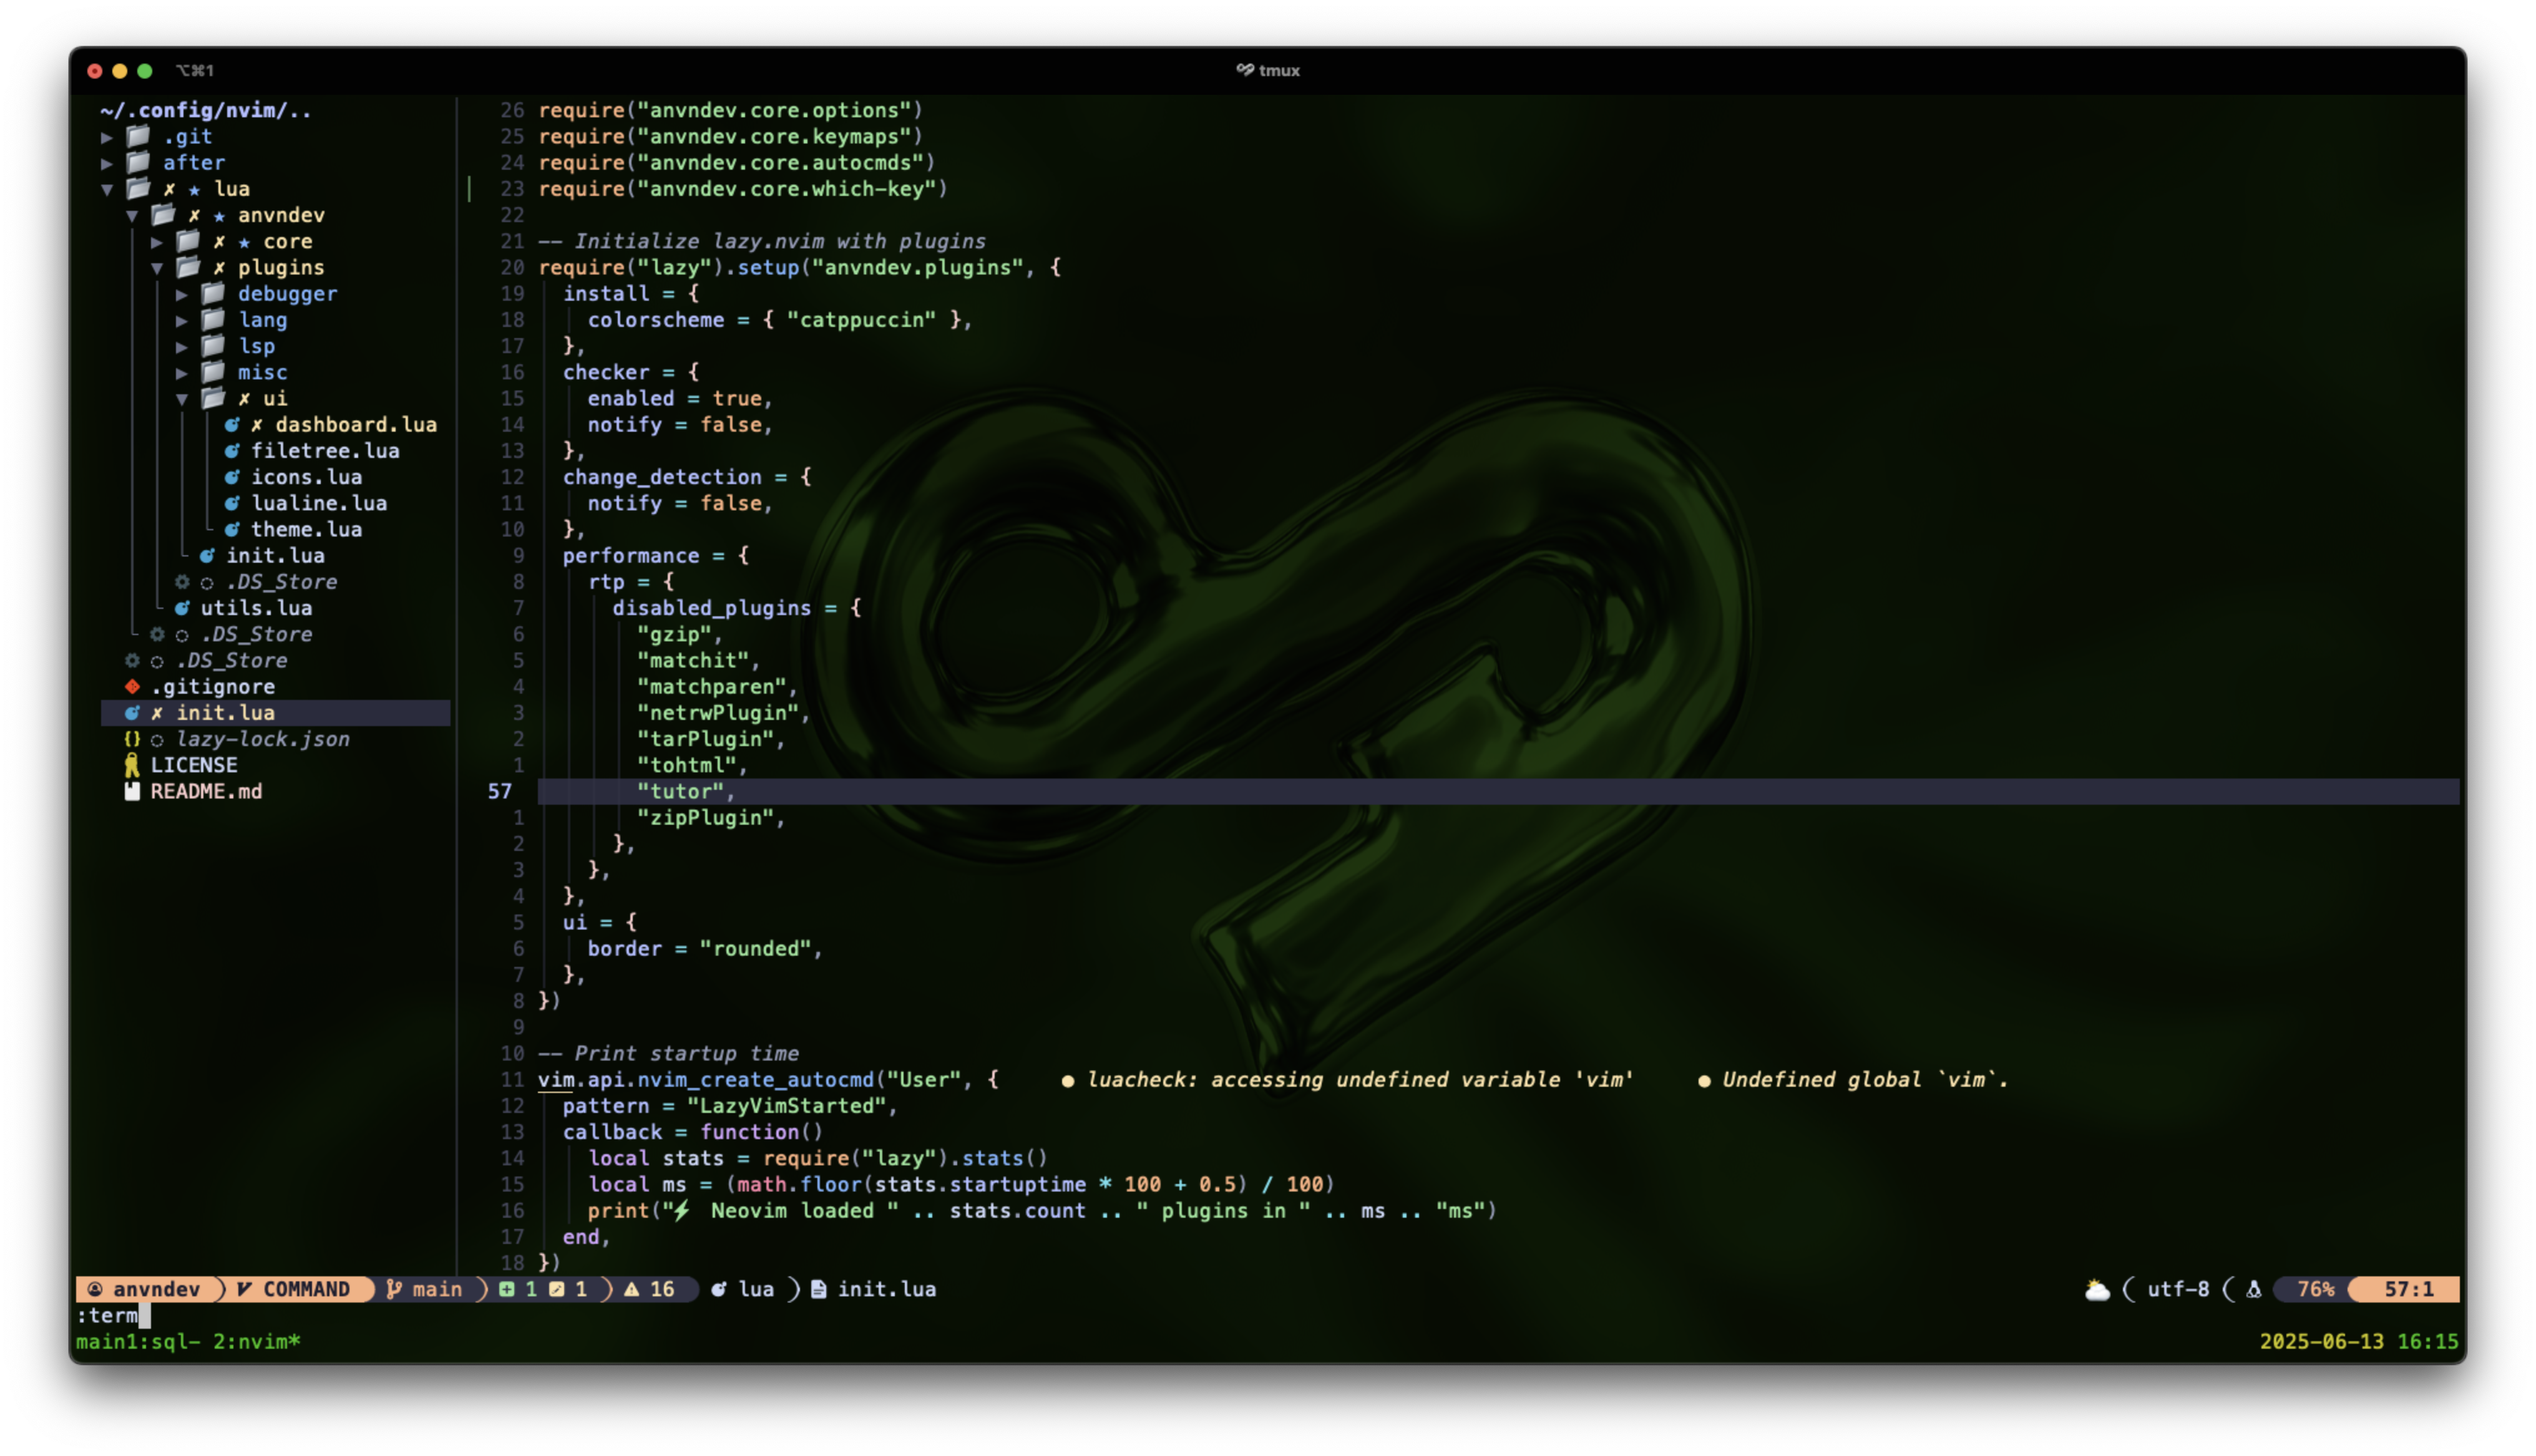 ⌥⌘1
tmux
~/.config/nvim/..
▶ .git
▶ after
▼ ✗ ★ lua
▼ ✗ ★ anvndev
▶ ✗ ★ core
▼ ✗ plugins
▶ debugger
▶ lang
▶ lsp
▶ misc
▼ ✗ ui
✗ dashboard.lua
filetree.lua
icons.lua
lualine.lua
theme.lua
init.lua
◌ .DS_Store
utils.lua
◌ .DS_Store
◌ .DS_Store
.gitignore
✗ init.lua
{} ◌ lazy-lock.json
LICENSE
README.md
26 require("anvndev.core.options")
25 require("anvndev.core.keymaps")
24 require("anvndev.core.autocmds")
23 require("anvndev.core.which-key")
22
21 -- Initialize lazy.nvim with plugins
20 require("lazy").setup("anvndev.plugins", {
19 install = {
18 colorscheme = { "catppuccin" },
17 },
16 checker = {
15 enabled = true,
14 notify = false,
13 },
12 change_detection = {
11 notify = false,
10 },
9 performance = {
8 rtp = {
7 disabled_plugins = {
6 "gzip",
5 "matchit",
4 "matchparen",
3 "netrwPlugin",
2 "tarPlugin",
1 "tohtml",
57 "tutor",
1 "zipPlugin",
2 },
3 },
4 },
5 ui = {
6 border = "rounded",
7 },
8 })
9
10 -- Print startup time
11 vim.api.nvim_create_autocmd("User", { ● luacheck: accessing undefined variable 'vim' ● Undefined global `vim`.
12 pattern = "LazyVimStarted",
13 callback = function()
14 local stats = require("lazy").stats()
15 local ms = (math.floor(stats.startuptime * 100 + 0.5) / 100)
16 print("⚡ Neovim loaded " .. stats.count .. " plugins in " .. ms .. "ms")
17 end,
18 })
anvndev COMMAND main 1 1 16 lua init.lua utf-8 76% 57:1
:term
main1:sql- 2:nvim* 2025-06-13 16:15